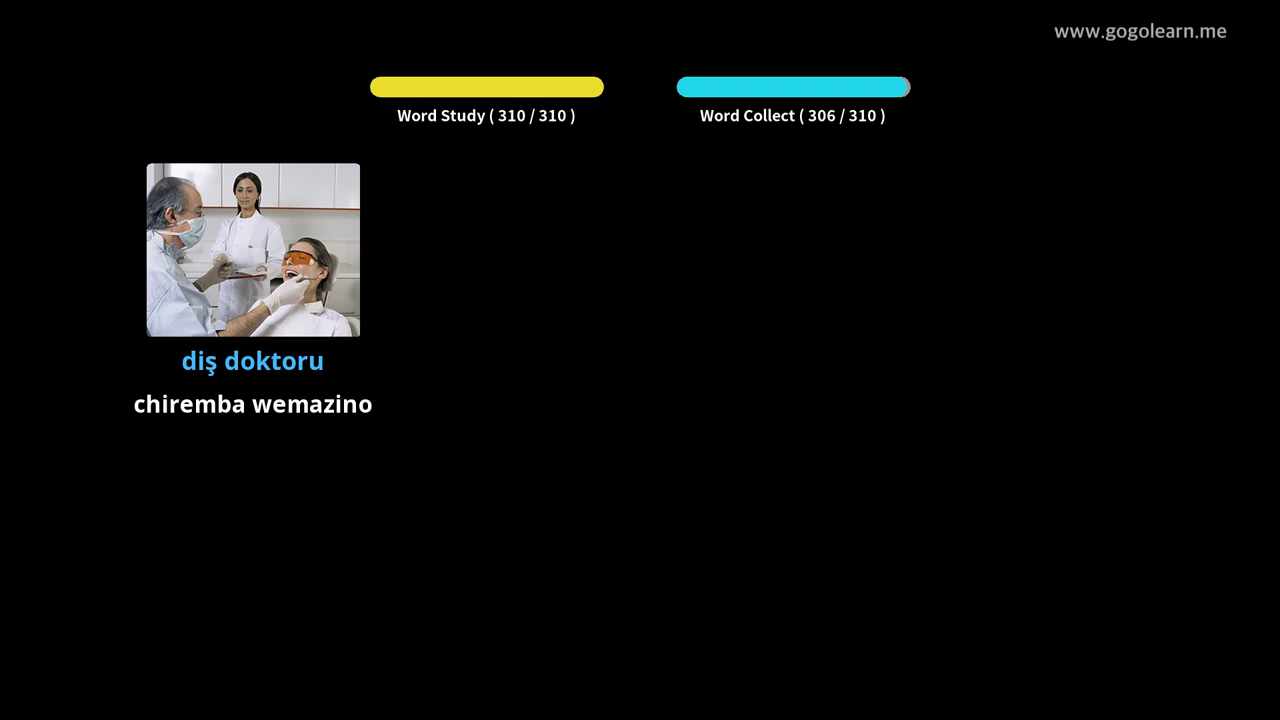 www.gogolearn.me
Word Study ( 310 / 310 )
Word Collect ( 306 / 310 )
diş doktoru
chiremba wemazino